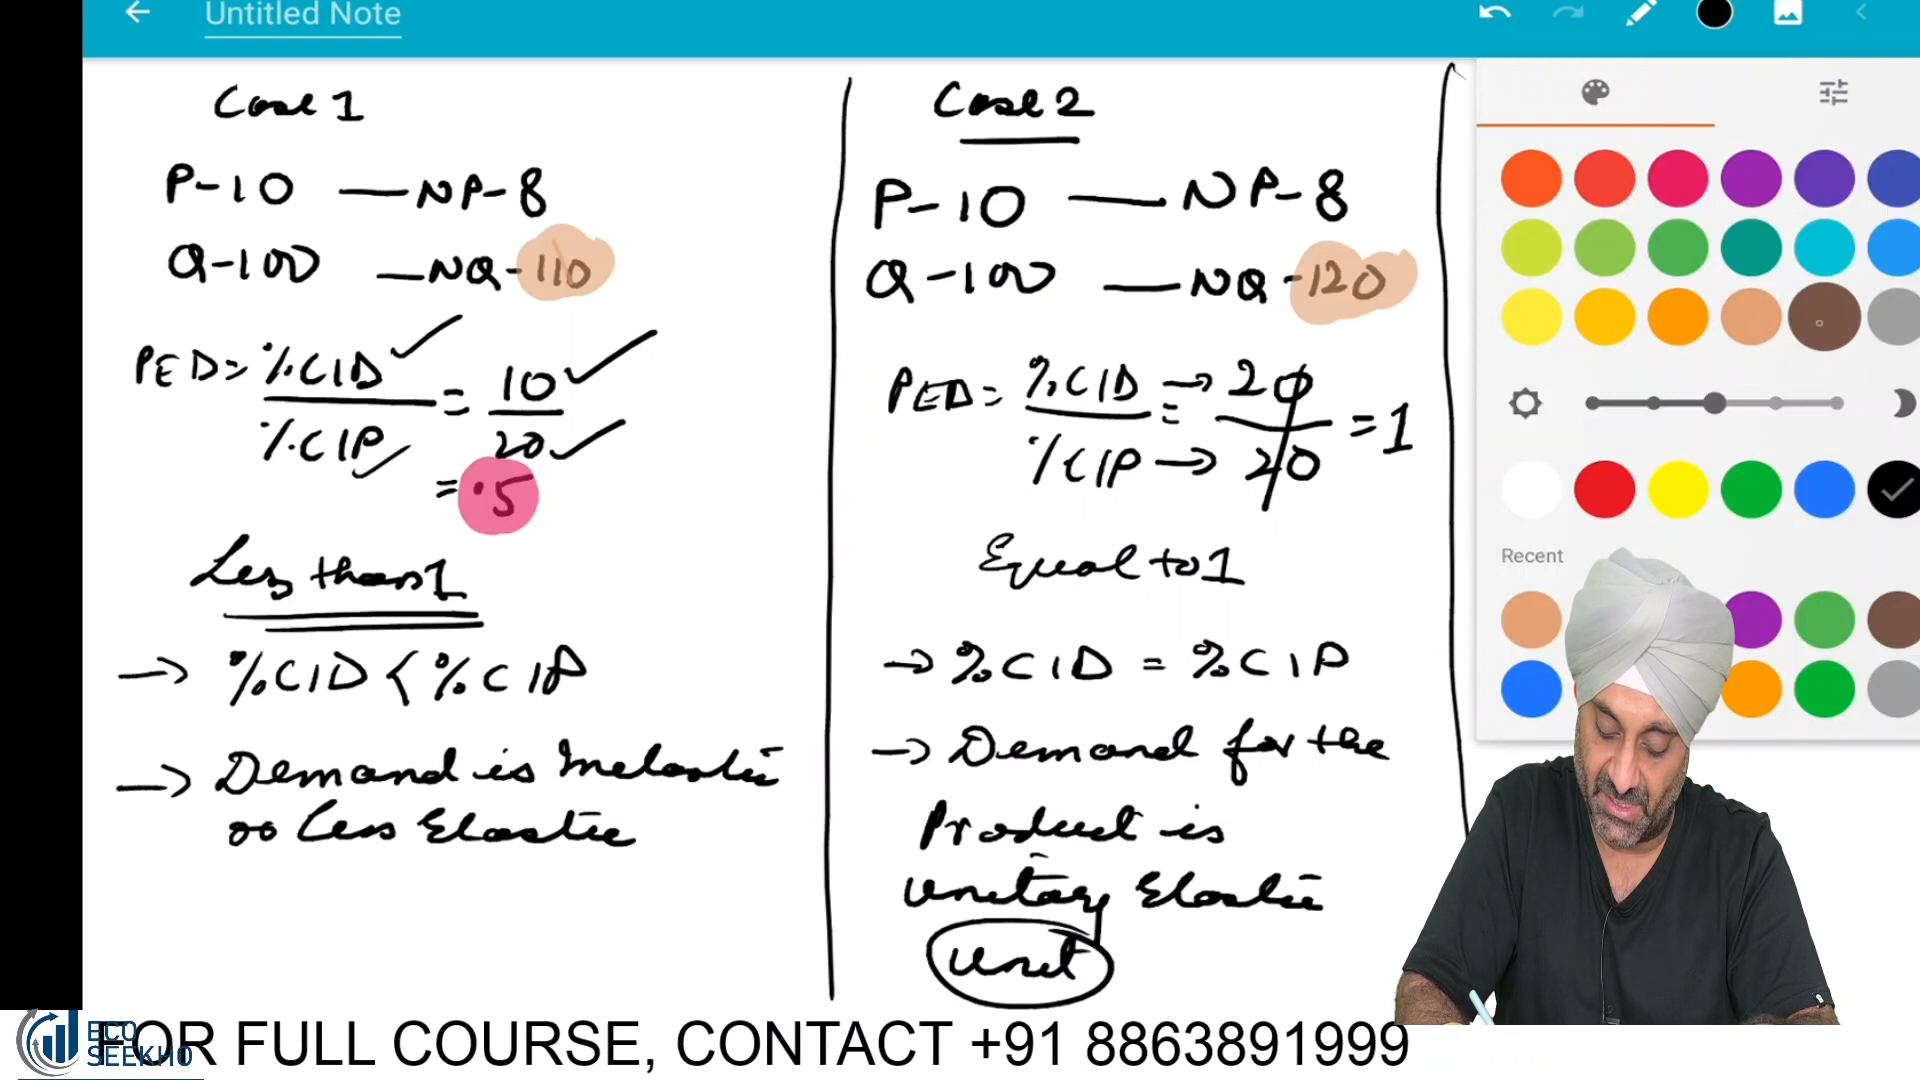 Untitled Note
Case 1
P-10 — NP-8
Q-100 — NQ-110
PED = %CID / %CIP = 10 / 20
= .5
Less than 1
→ %CID < %CIP
→ Demand is Inelastic
or Less Elastic
Case 2
P-10 — NP-8
Q-100 — NQ-120
PED = %CID → 20 / %CIP → 20 = 1
Equal to 1
→ %CID = %CIP
→ Demand for the
Product is
Unitary Elastic
Unit
Recent
ECO
SEEKHO
FOR FULL COURSE, CONTACT +91 8863891999